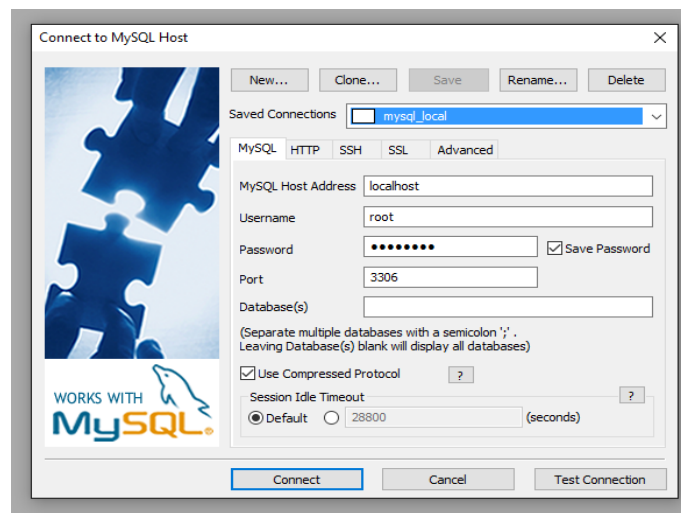 Connect to MySQL Host
New... Clone... Save Rename... Delete
Saved Connections mysql_local
MySQL HTTP SSH SSL Advanced
MySQL Host Address localhost
Username root
Password •••••••• Save Password
Port 3306
Database(s)
(Separate multiple databases with a semicolon ';' .
Leaving Database(s) blank will display all databases)
Use Compressed Protocol ?
Session Idle Timeout ?
Default 28800 (seconds)
WORKS WITH
MySQL®
Connect Cancel Test Connection